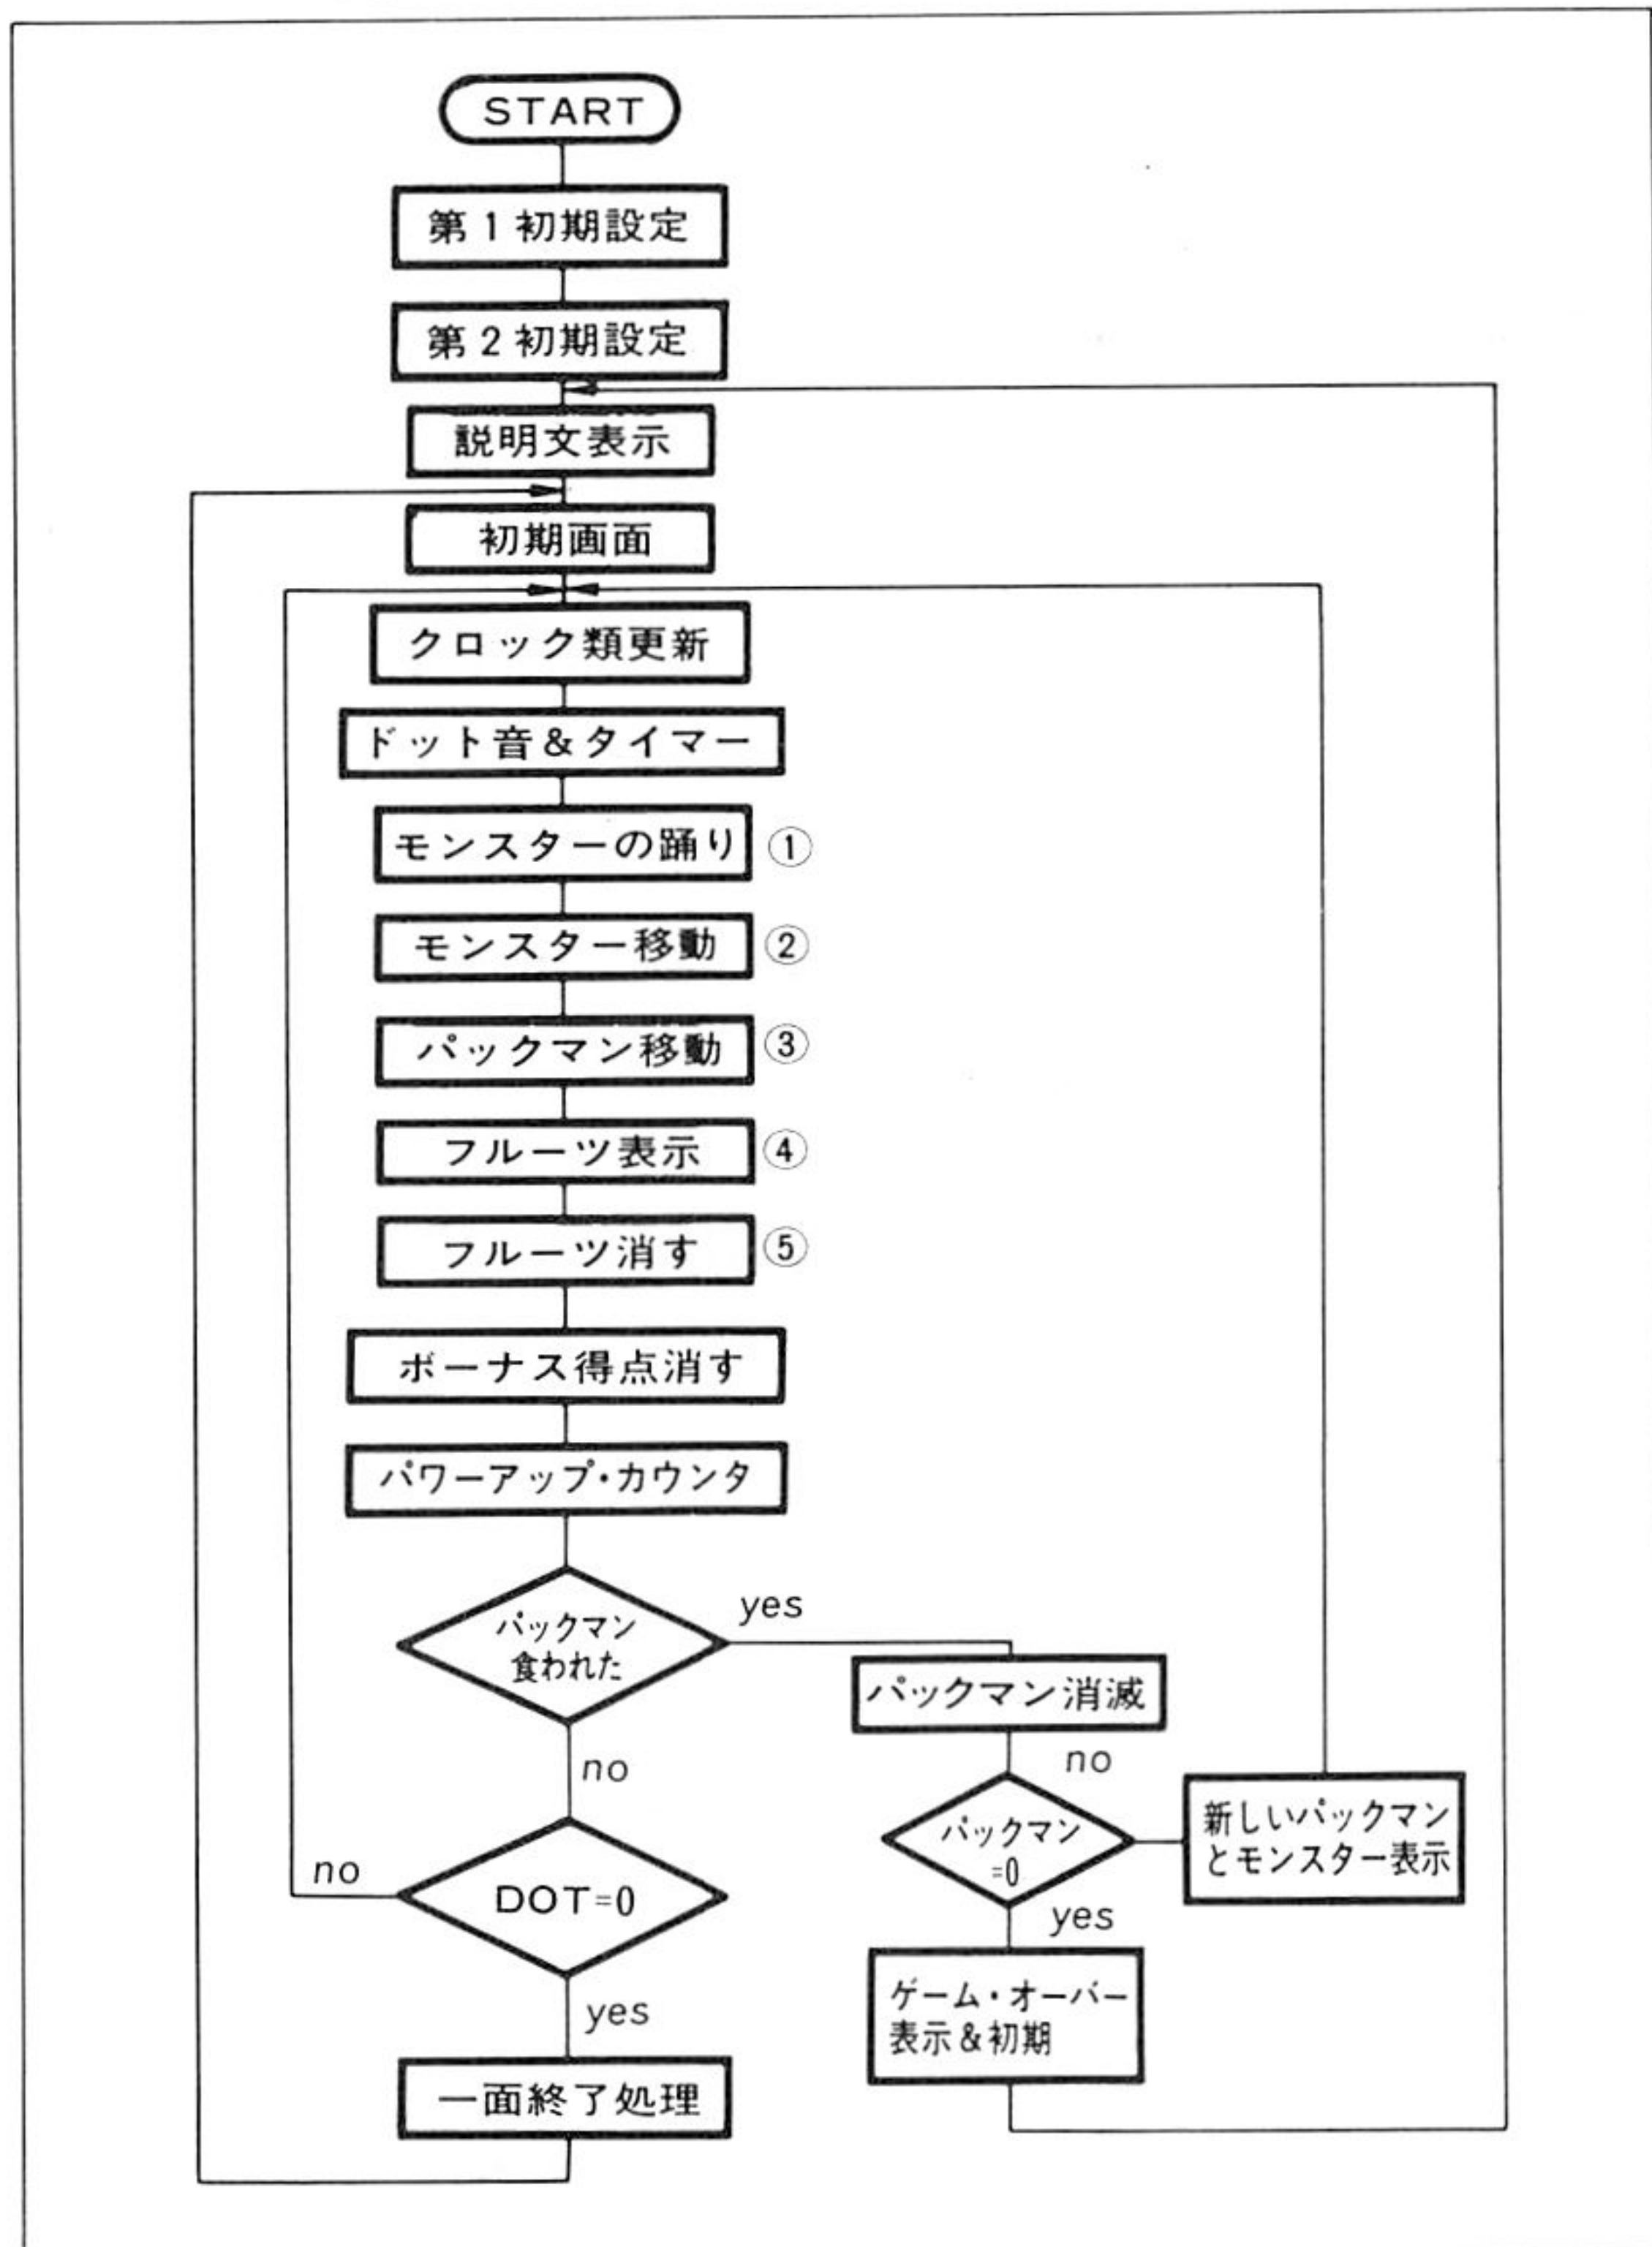 START
第1初期設定
第2初期設定
説明文表示
初期画面
クロック類更新
ドット音&タイマー
モンスターの踊り ①
モンスター移動 ②
パックマン移動 ③
フルーツ表示 ④
フルーツ消す ⑤
ボーナス得点消す
パワーアップ・カウンタ
パックマン
食われた
yes
no
パックマン消滅
no
パックマン
=0
新しいパックマン
とモンスター表示
yes
ゲーム・オーバー
表示&初期
no
DOT=0
yes
一面終了処理